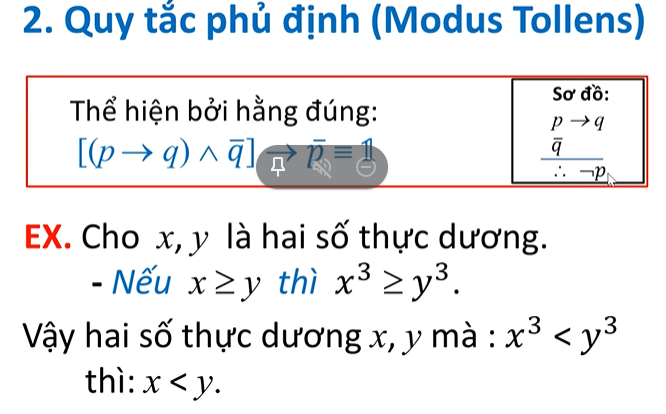 2. Quy tắc phủ định (Modus Tollens)
Thể hiện bởi hằng đúng:
[(p → q) ∧ q̅] → p̅ ≡ 𝟙
Sơ đồ:
p → q
q̅
∴ ¬p
EX. Cho x, y là hai số thực dương.
- Nếu x ≥ y thì x³ ≥ y³.
Vậy hai số thực dương x, y mà : x³ < y³
thì: x < y.